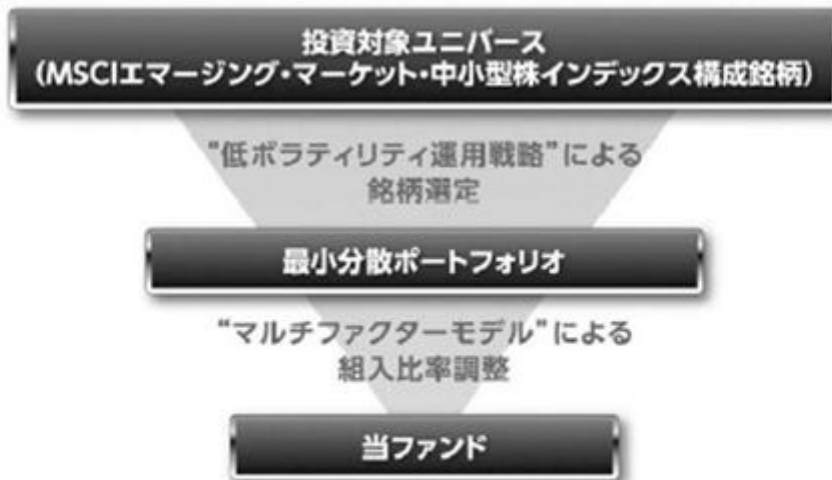 投資対象ユニバース
(MSCIエマージング・マーケット・中小型株インデックス構成銘柄)
“低ボラティリティ運用戦略”による
銘柄選定
最小分散ポートフォリオ
“マルチファクターモデル”による
組入比率調整
当ファンド